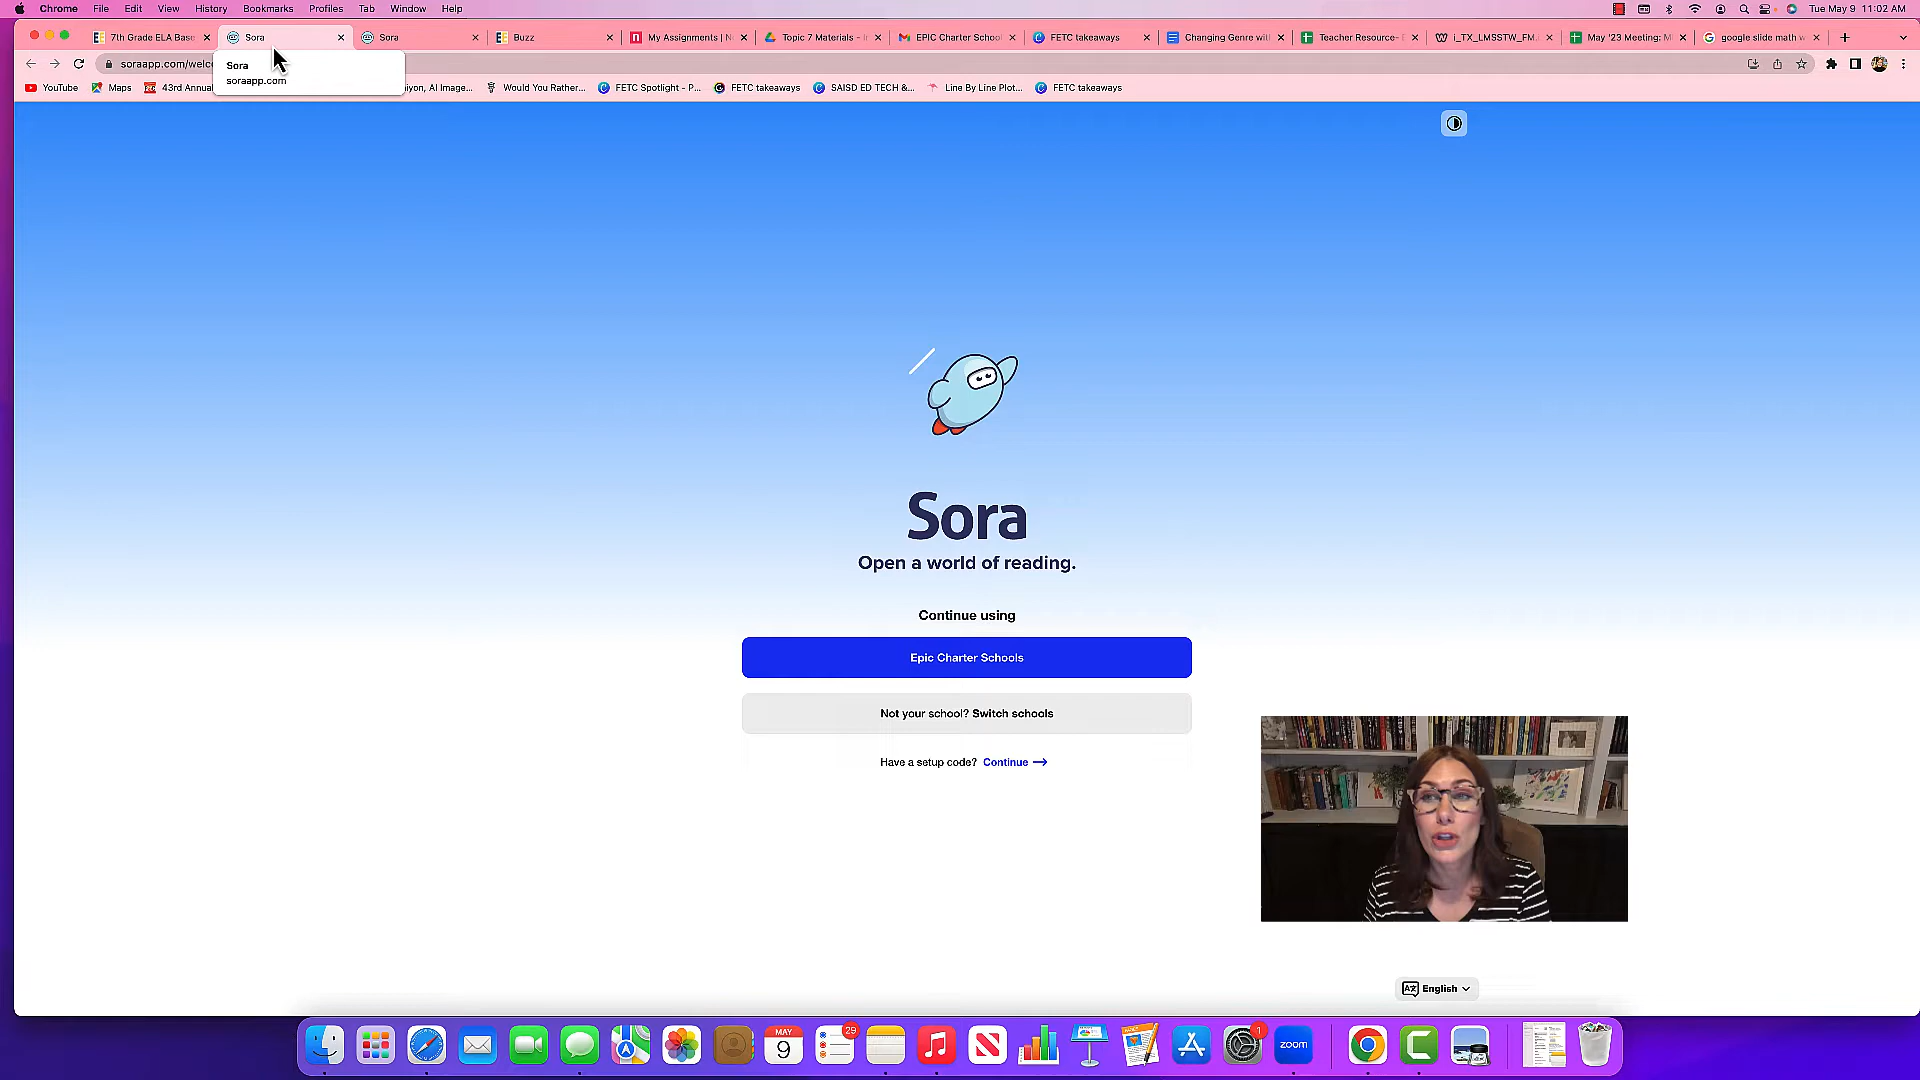 Chrome File Edit View History Bookmarks Profiles Tab Window Help Tue May 9 11:02 AM
7th Grade ELA Base Sora Sora Buzz My Assignments | N Topic 7 Materials - EPIC Charter School FETC takeaways Changing Genre wit Teacher Resource- E i_TX_LMSSTW_FM. May '23 Meeting: M google slide math w
soraapp.com/welc
Sora
soraapp.com
YouTube Maps 43rd Annual iyon, AI Image... Would You Rather... FETC Spotlight - P... FETC takeaways SAISD ED TECH &... Line By Line Plot... FETC takeaways
Sora
Open a world of reading.
Continue using
Epic Charter Schools
Not your school? Switch schools
Have a setup code? Continue →
English
MAY
9
29
1
zoom